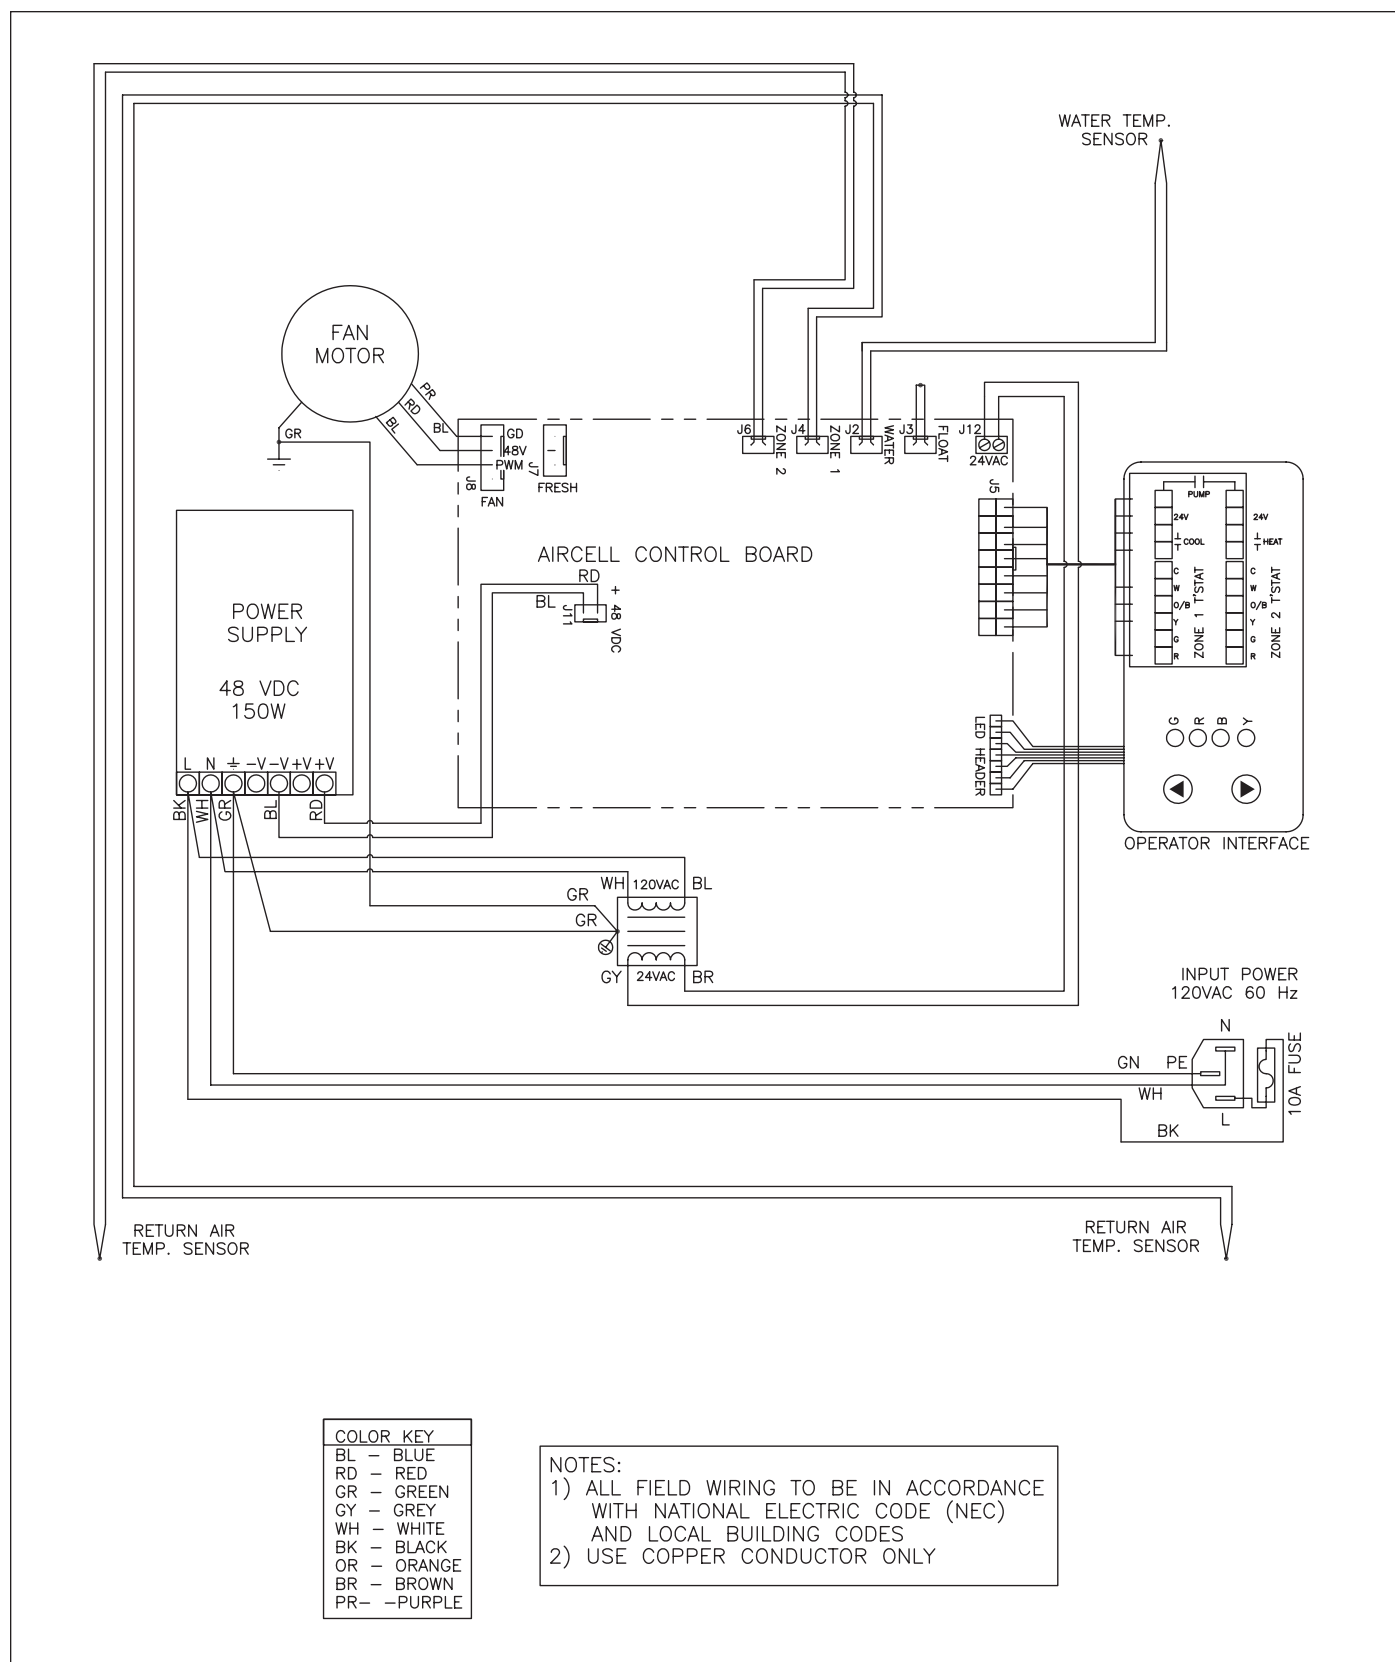 WATER TEMP.
SENSOR
FAN
MOTOR
PR
RD
BL
BL
GR
GD
48V
PWM
J8
FAN
J7
FRESH
J6
ZONE 2
J4
ZONE 1
J2
WATER
J3
FLOAT
J12
24VAC
J5
AIRCELL CONTROL BOARD
RD
BL
J11
+ 48 VDC
POWER
SUPPLY
48 VDC
150W
L N -V -V +V +V
BK
WH
GR
BL
RD
LED HEADER
PUMP
24V
24V
COOL
HEAT
C
W
O/B
Y
G
R
ZONE 1 T'STAT
C
W
O/B
Y
G
R
ZONE 2 T'STAT
G
R
B
Y
OPERATOR INTERFACE
WH
120VAC
BL
GR
GR
GY
24VAC
BR
INPUT POWER
120VAC 60 Hz
N
GN
PE
WH
L
BK
10A FUSE
RETURN AIR
TEMP. SENSOR
RETURN AIR
TEMP. SENSOR
COLOR KEY
BL - BLUE
RD - RED
GR - GREEN
GY - GREY
WH - WHITE
BK - BLACK
OR - ORANGE
BR - BROWN
PR- -PURPLE
NOTES:
1) ALL FIELD WIRING TO BE IN ACCORDANCE
WITH NATIONAL ELECTRIC CODE (NEC)
AND LOCAL BUILDING CODES
2) USE COPPER CONDUCTOR ONLY